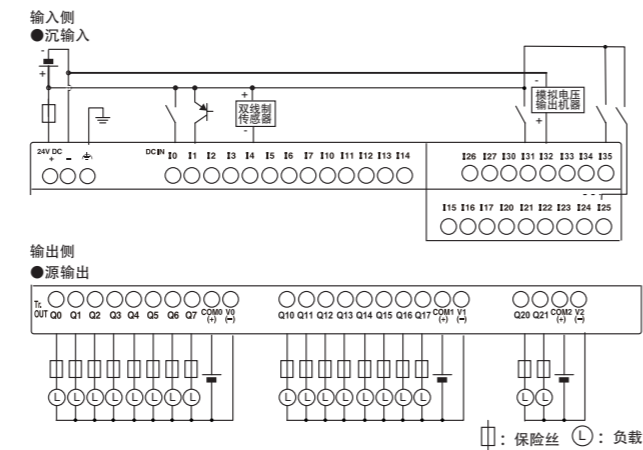 输入侧
●沉输入
-
+
+
双线制
传感器
-
-
模拟电压
输出机器
+
24V DC
+ -
DC IN I0 I1 I2 I3 I4 I5 I6 I7 I10 I11 I12 I13 I14
I26 I27 I30 I31 I32 I33 I34 I35
I15 I16 I17 I20 I21 I22 I23 I24 I25
输出侧
●源输出
Tr.
OUT Q0 Q1 Q2 Q3 Q4 Q5 Q6 Q7 COM0 (+) V0 (-)
Q10 Q11 Q12 Q13 Q14 Q15 Q16 Q17 COM1 (+) V1 (-)
Q20 Q21 COM2 (+) V2 (-)
L L L L L L L L
L L L L L L L L
L L
：保险丝 L：负载